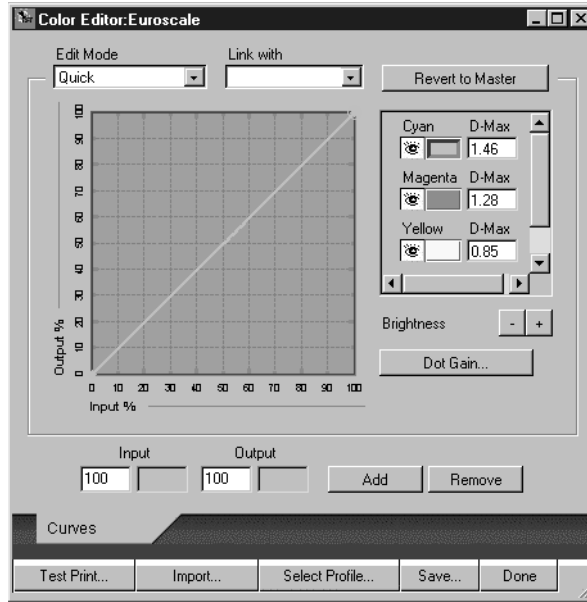 Color Editor:Euroscale
Edit Mode
Link with
Quick
Revert to Master
100
90
80
70
60
50
40
30
20
10
0
Output %
0 10 20 30 40 50 60 70 80 90 100
Input %
Cyan D-Max
1.46
Magenta D-Max
1.28
Yellow D-Max
0.85
Brightness - +
Dot Gain...
Input Output
100 100 Add Remove
Curves
Test Print... Import... Select Profile... Save... Done